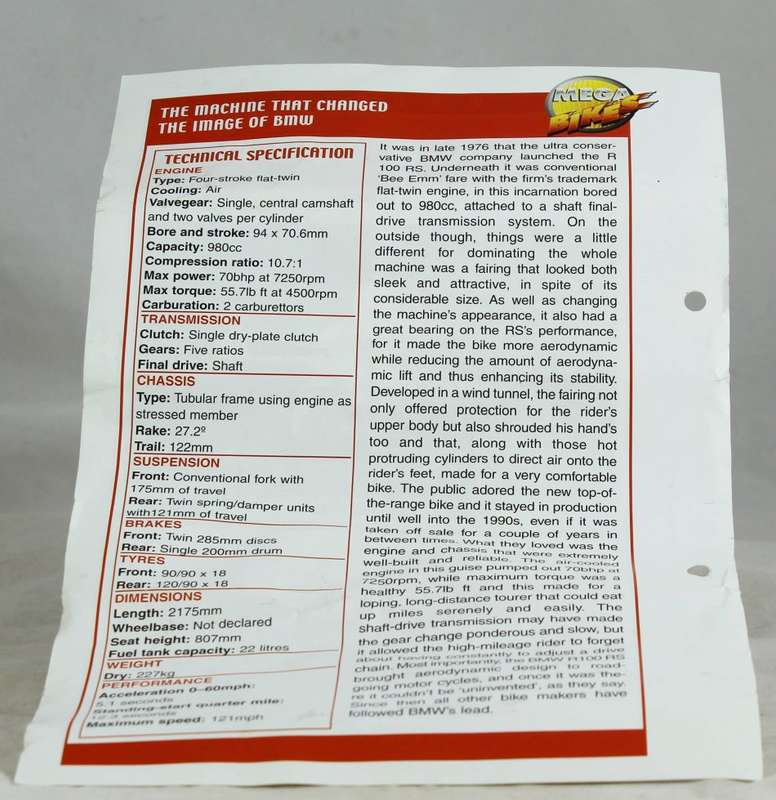 THE MACHINE THAT CHANGED
THE IMAGE OF BMW
MEGA
BIKES
TECHNICAL SPECIFICATION
ENGINE
Type: Four-stroke flat-twin
Cooling: Air
Valvegear: Single, central camshaft
and two valves per cylinder
Bore and stroke: 94 x 70.6mm
Capacity: 980cc
Compression ratio: 10.7:1
Max power: 70bhp at 7250rpm
Max torque: 55.7lb ft at 4500rpm
Carburation: 2 carburettors
TRANSMISSION
Clutch: Single dry-plate clutch
Gears: Five ratios
Final drive: Shaft
CHASSIS
Type: Tubular frame using engine as
stressed member
Rake: 27.2º
Trail: 122mm
SUSPENSION
Front: Conventional fork with
175mm of travel
Rear: Twin spring/damper units
with121mm of travel
BRAKES
Front: Twin 285mm discs
Rear: Single 200mm drum
TYRES
Front: 90/90 x 18
Rear: 120/90 x 18
DIMENSIONS
Length: 2175mm
Wheelbase: Not declared
Seat height: 807mm
Fuel tank capacity: 22 litres
WEIGHT
Dry: 227kg
PERFORMANCE
Acceleration 0–60mph:
5.1 seconds
Standing-start quarter mile:
12.3 seconds
Maximum speed: 121mph
It was in late 1976 that the ultra conser-
vative BMW company launched the R
100 RS. Underneath it was conventional
'Bee Emm' fare with the firm's trademark
flat-twin engine, in this incarnation bored
out to 980cc, attached to a shaft final-
drive transmission system. On the
outside though, things were a little
different for dominating the whole
machine was a fairing that looked both
sleek and attractive, in spite of its
considerable size. As well as changing
the machine's appearance, it also had a
great bearing on the RS's performance,
for it made the bike more aerodynamic
while reducing the amount of aerodyna-
mic lift and thus enhancing its stability.
Developed in a wind tunnel, the fairing not
only offered protection for the rider's
upper body but also shrouded his hand's
too and that, along with those hot
protruding cylinders to direct air onto the
rider's feet, made for a very comfortable
bike. The public adored the new top-of-
the-range bike and it stayed in production
until well into the 1990s, even if it was
taken off sale for a couple of years in
between times. What they loved was the
engine and chassis that were extremely
well-built and reliable. The air-cooled
engine in this guise pumped out 70bhp at
7250rpm, while maximum torque was a
healthy 55.7lb ft and this made for a
loping, long-distance tourer that could eat
up miles serenely and easily. The
shaft-drive transmission may have made
the gear change ponderous and slow, but
it allowed the high-mileage rider to forget
about having constantly to adjust a drive
chain. Most importantly, the BMW R100 RS
brought aerodynamic design to road-
going motor cycles, and once it was the-
re it couldn't be 'uninvented', as they say.
Since then all other bike makers have
followed BMW's lead.